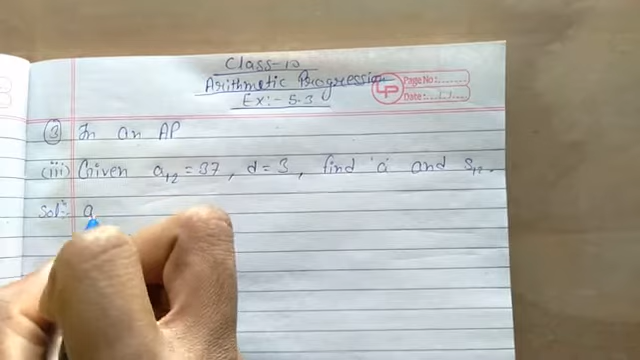 Class-10
Arithmetic Progression
Ex:- 5.3
LP
Page No:
Date:
③ In an AP
(iii) Given a₁₂ = 37, d = 3, find 'a' and S₁₂.
Sol:- a